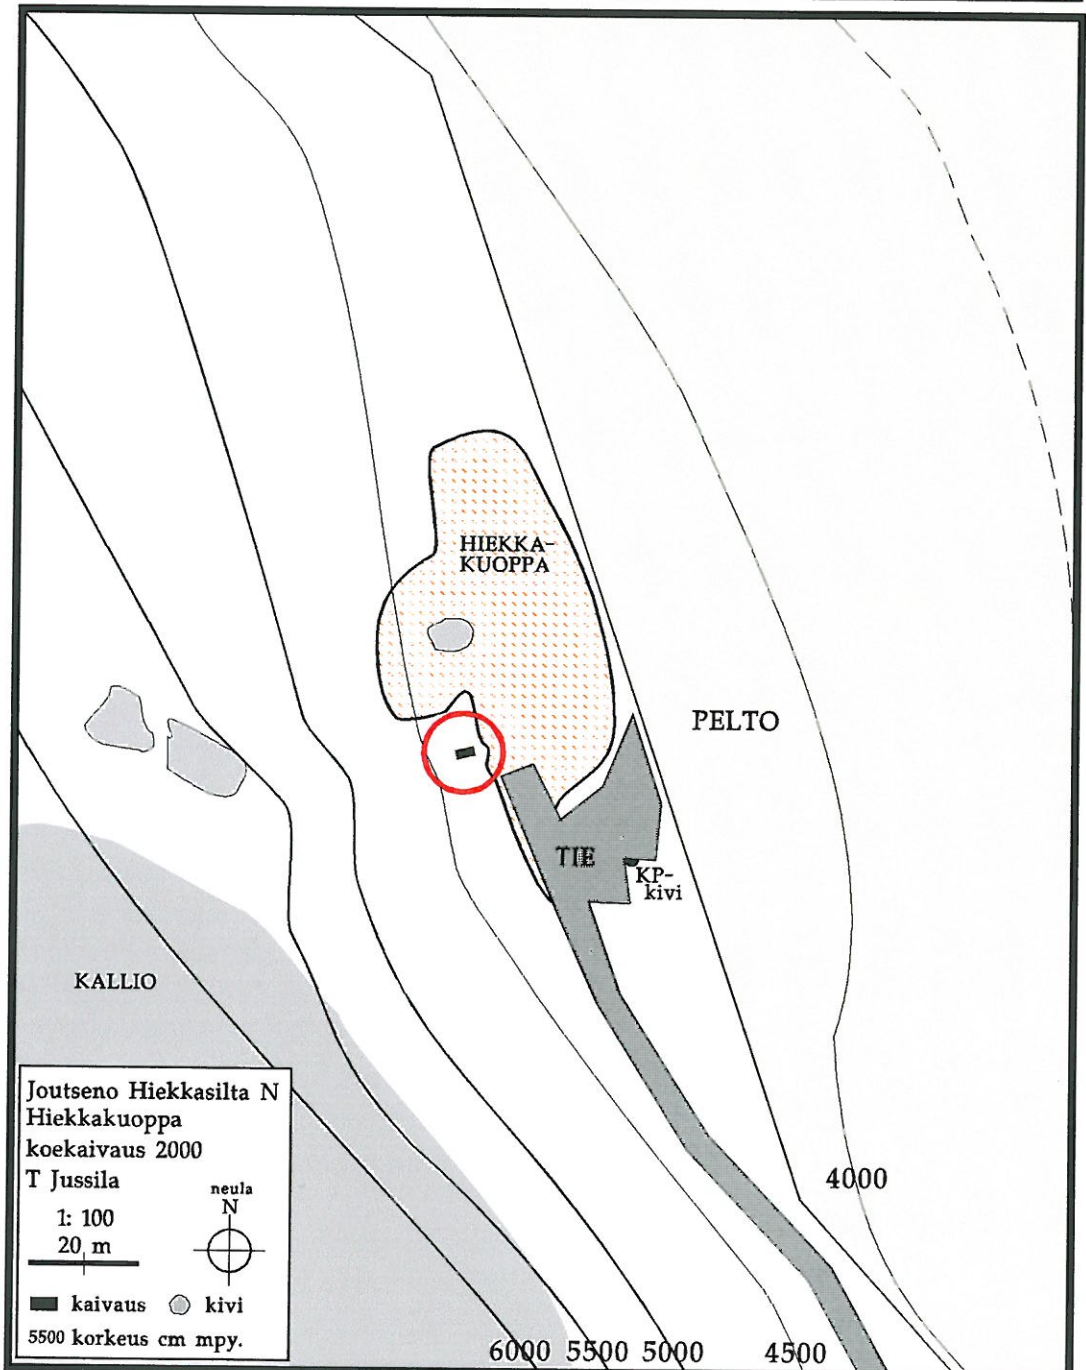 HIEKKA-
KUOPPA
PELTO
TIE
KP-
kivi
KALLIO
Joutseno Hiekkasilta N
Hiekkakuoppa
koekaivaus 2000
T Jussila
neula
N
1: 100
20 m
kaivaus kivi
5500 korkeus cm mpy.
4000
6000 5500 5000 4500